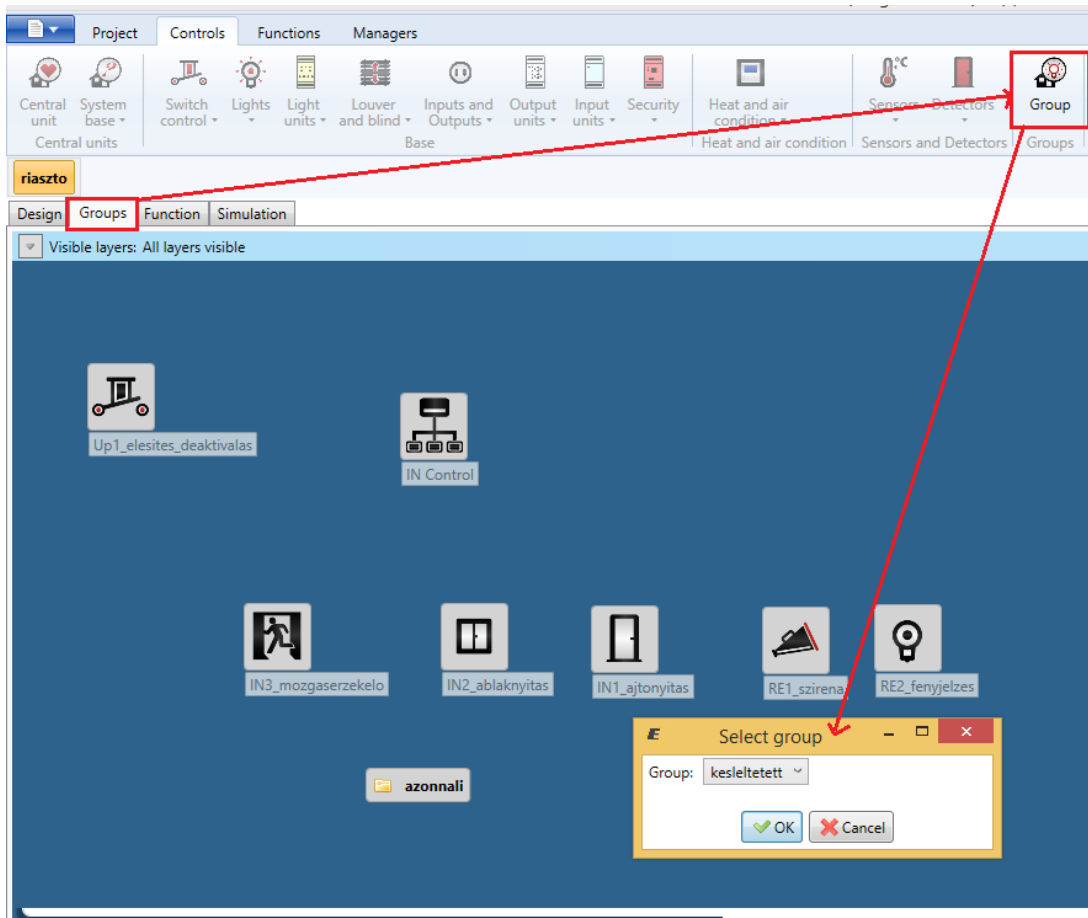 Project Controls Functions Managers
Central unit
System base
Switch control
Lights
Light units
Louver and blind
Inputs and Outputs
Output units
Input units
Security
Heat and air condition
Sensors
Detectors
Group
Central units
Base
Heat and air condition
Sensors and Detectors
Groups
riaszto
Design Groups Function Simulation
Visible layers: All layers visible
Up1_elesites_deaktivalas
IN Control
IN3_mozgaserzekelo
IN2_ablaknyitas
IN1_ajtonyitas
RE1_szirena
RE2_fenyjelzes
Select group
Group: kesleltetett
OK Cancel
azonnali